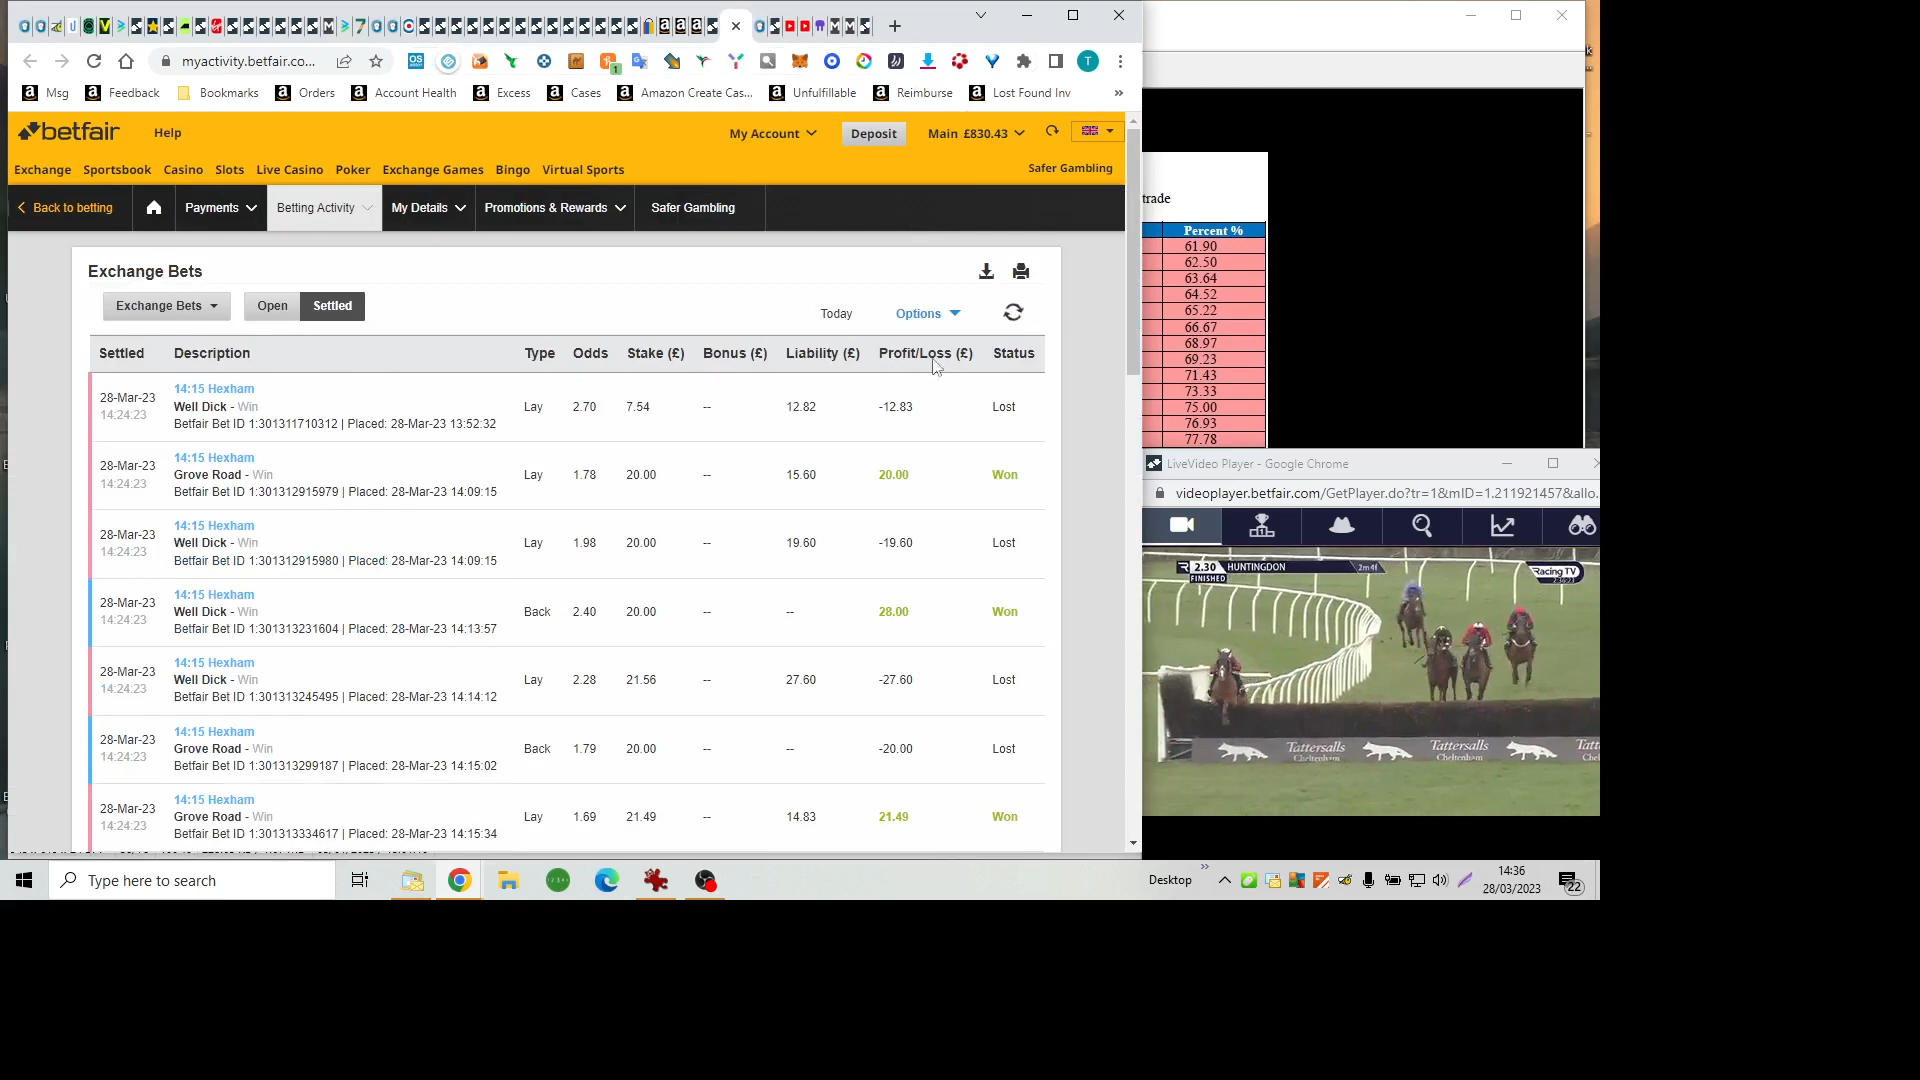 myactivity.betfair.co...
Msg Feedback Bookmarks Orders Account Health Excess Cases Amazon Create Cas... Unfulfillable Reimburse Lost Found Inv »
betfair Help My Account Deposit Main £830.43
Exchange Sportsbook Casino Slots Live Casino Poker Exchange Games Bingo Virtual Sports Safer Gambling
Back to betting Payments Betting Activity My Details Promotions & Rewards Safer Gambling
Exchange Bets
Exchange Bets Open Settled Today Options
Settled Description Type Odds Stake (£) Bonus (£) Liability (£) Profit/Loss (£) Status
14:15 Hexham
28-Mar-23 Well Dick - Win Lay 2.70 7.54 -- 12.82 -12.83 Lost
14:24:23 Betfair Bet ID 1:301311710312 | Placed: 28-Mar-23 13:52:32
14:15 Hexham
28-Mar-23 Grove Road - Win Lay 1.78 20.00 -- 15.60 20.00 Won
14:24:23 Betfair Bet ID 1:301312915979 | Placed: 28-Mar-23 14:09:15
14:15 Hexham
28-Mar-23 Well Dick - Win Lay 1.98 20.00 -- 19.60 -19.60 Lost
14:24:23 Betfair Bet ID 1:301312915980 | Placed: 28-Mar-23 14:09:15
14:15 Hexham
28-Mar-23 Well Dick - Win Back 2.40 20.00 -- -- 28.00 Won
14:24:23 Betfair Bet ID 1:301313231604 | Placed: 28-Mar-23 14:13:57
14:15 Hexham
28-Mar-23 Well Dick - Win Lay 2.28 21.56 -- 27.60 -27.60 Lost
14:24:23 Betfair Bet ID 1:301313245495 | Placed: 28-Mar-23 14:14:12
14:15 Hexham
28-Mar-23 Grove Road - Win Back 1.79 20.00 -- -- -20.00 Lost
14:24:23 Betfair Bet ID 1:301313299187 | Placed: 28-Mar-23 14:15:02
14:15 Hexham
28-Mar-23 Grove Road - Win Lay 1.69 21.49 -- 14.83 21.49 Won
14:24:23 Betfair Bet ID 1:301313334617 | Placed: 28-Mar-23 14:15:34
trade
Percent %
61.90
62.50
63.64
64.52
65.22
66.67
68.97
69.23
71.43
73.33
75.00
76.93
77.78
LiveVideo Player - Google Chrome
videoplayer.betfair.com/GetPlayer.do?tr=1&mID=1.211921457&allo...
R 2.30 HUNTINGDON 2m4f Racing TV
FINISHED
Tattersalls Tattersalls
Cheltenham Cheltenham
Type here to search
Desktop » 14:36
28/03/2023 22